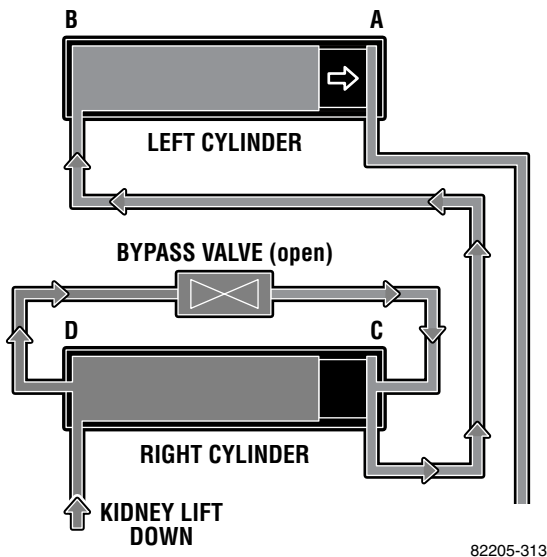 B A
LEFT CYLINDER
BYPASS VALVE (open)
D C
RIGHT CYLINDER
KIDNEY LIFT
DOWN
82205-313